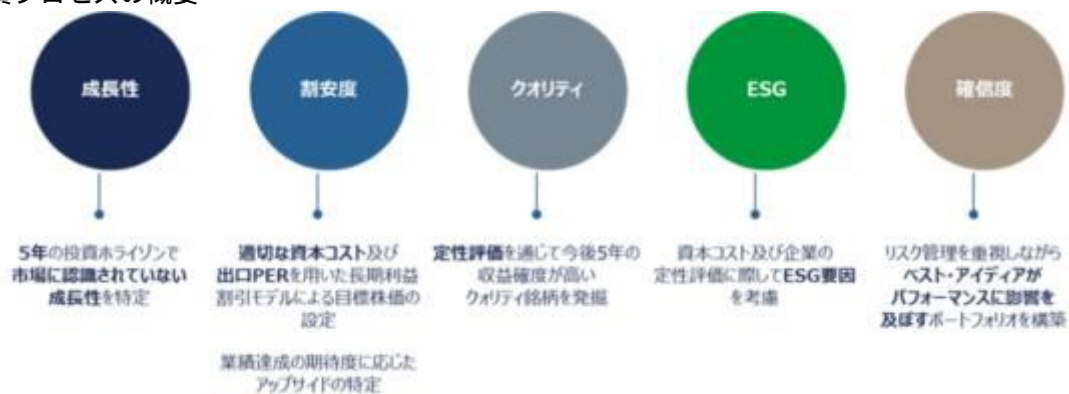 プロセスの概要
成長性
割安度
クオリティ
ESG
確信度
5年の投資ホライゾンで
市場に認識されていない
成長性を特定
適切な資本コスト及び
出口PERを用いた長期利益
割引モデルによる目標株価の
設定
業績達成の期待度に応じた
アップサイドの特定
定性評価を通じて今後5年の
収益確度が高い
クオリティ銘柄を発掘
資本コスト及び企業の
定性評価に際してESG要因
を考慮
リスク管理を重視しながら
ベスト・アイディアが
パフォーマンスに影響を
及ぼすポートフォリオを構築